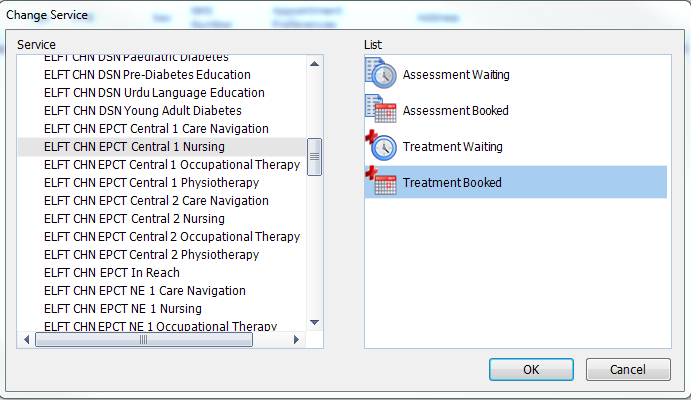 Change Service
Service
List
ELFT CHN DSN Paediatric Diabetes
ELFT CHN DSN Pre-Diabetes Education
ELFT CHN DSN Urdu Language Education
ELFT CHN DSN Young Adult Diabetes
ELFT CHN EPCT Central 1 Care Navigation
ELFT CHN EPCT Central 1 Nursing
ELFT CHN EPCT Central 1 Occupational Therapy
ELFT CHN EPCT Central 1 Physiotherapy
ELFT CHN EPCT Central 2 Care Navigation
ELFT CHN EPCT Central 2 Nursing
ELFT CHN EPCT Central 2 Occupational Therapy
ELFT CHN EPCT Central 2 Physiotherapy
ELFT CHN EPCT In Reach
ELFT CHN EPCT NE 1 Care Navigation
ELFT CHN EPCT NE 1 Nursing
ELFT CHN EPCT NE 1 Occupational Therapy
Assessment Waiting
Assessment Booked
Treatment Waiting
Treatment Booked
OK
Cancel